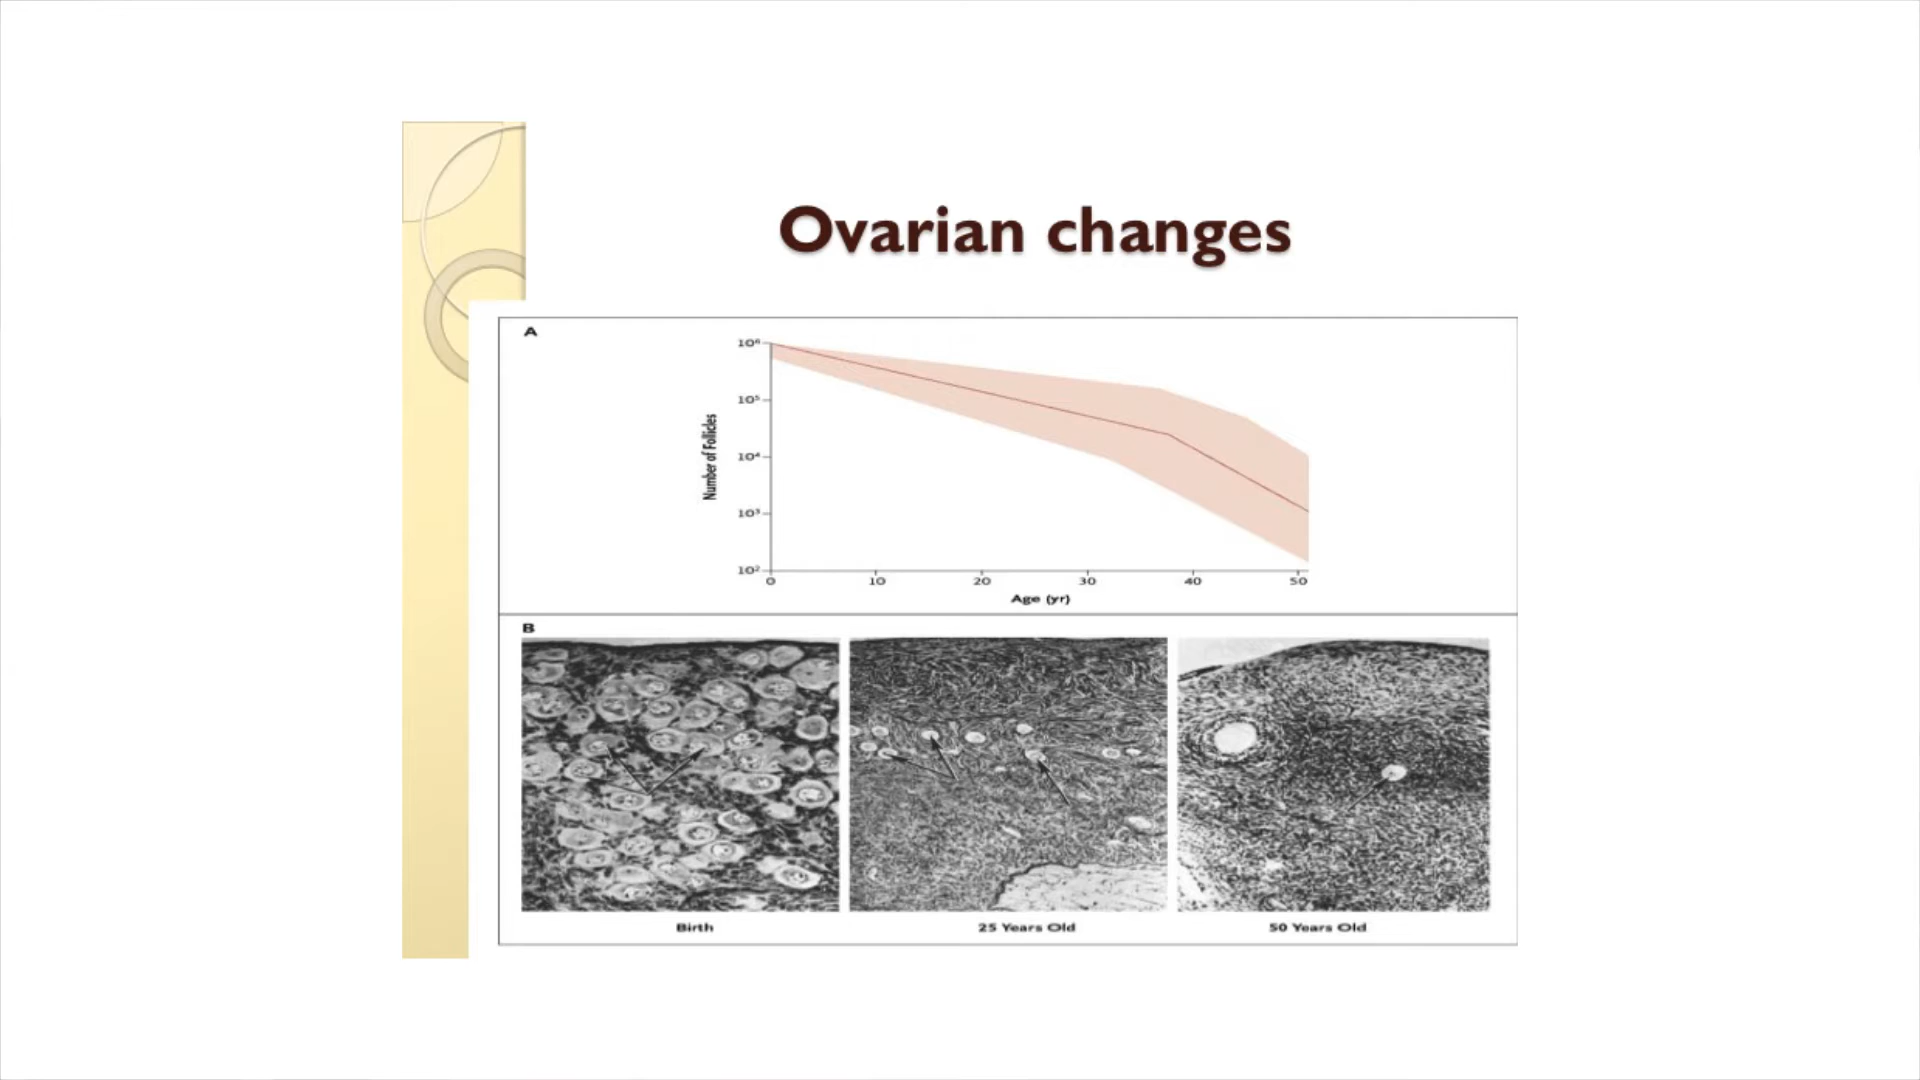 Ovarian changes
A
Number of Follicles
10⁶
10⁵
10⁴
10³
10²
0 10 20 30 40 50
Age (yr)
B
Birth 25 Years Old 50 Years Old